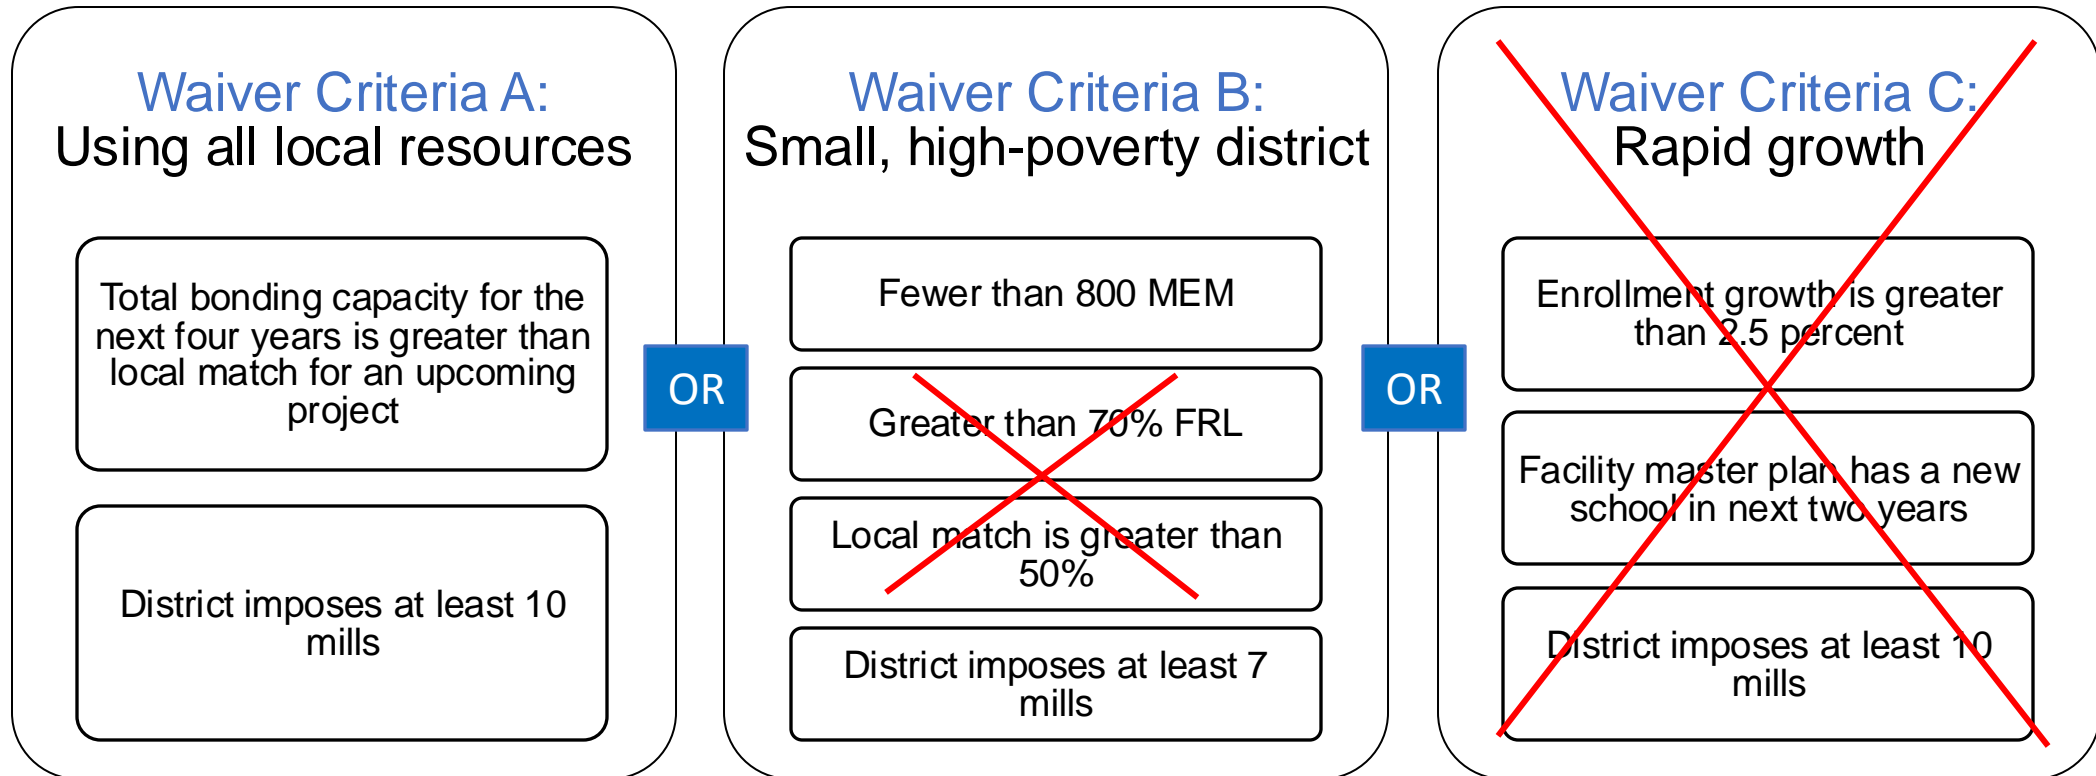 Waiver Criteria A:
Using all local resources
Total bonding capacity for the
next four years is greater than
local match for an upcoming
project
District imposes at least 10
mills
OR
Waiver Criteria B:
Small, high-poverty district
Fewer than 800 MEM
Greater than 70% FRL
Local match is greater than
50%
District imposes at least 7
mills
OR
Waiver Criteria C:
Rapid growth
Enrollment growth is greater
than 2.5 percent
Facility master plan has a new
school in next two years
District imposes at least 10
mills